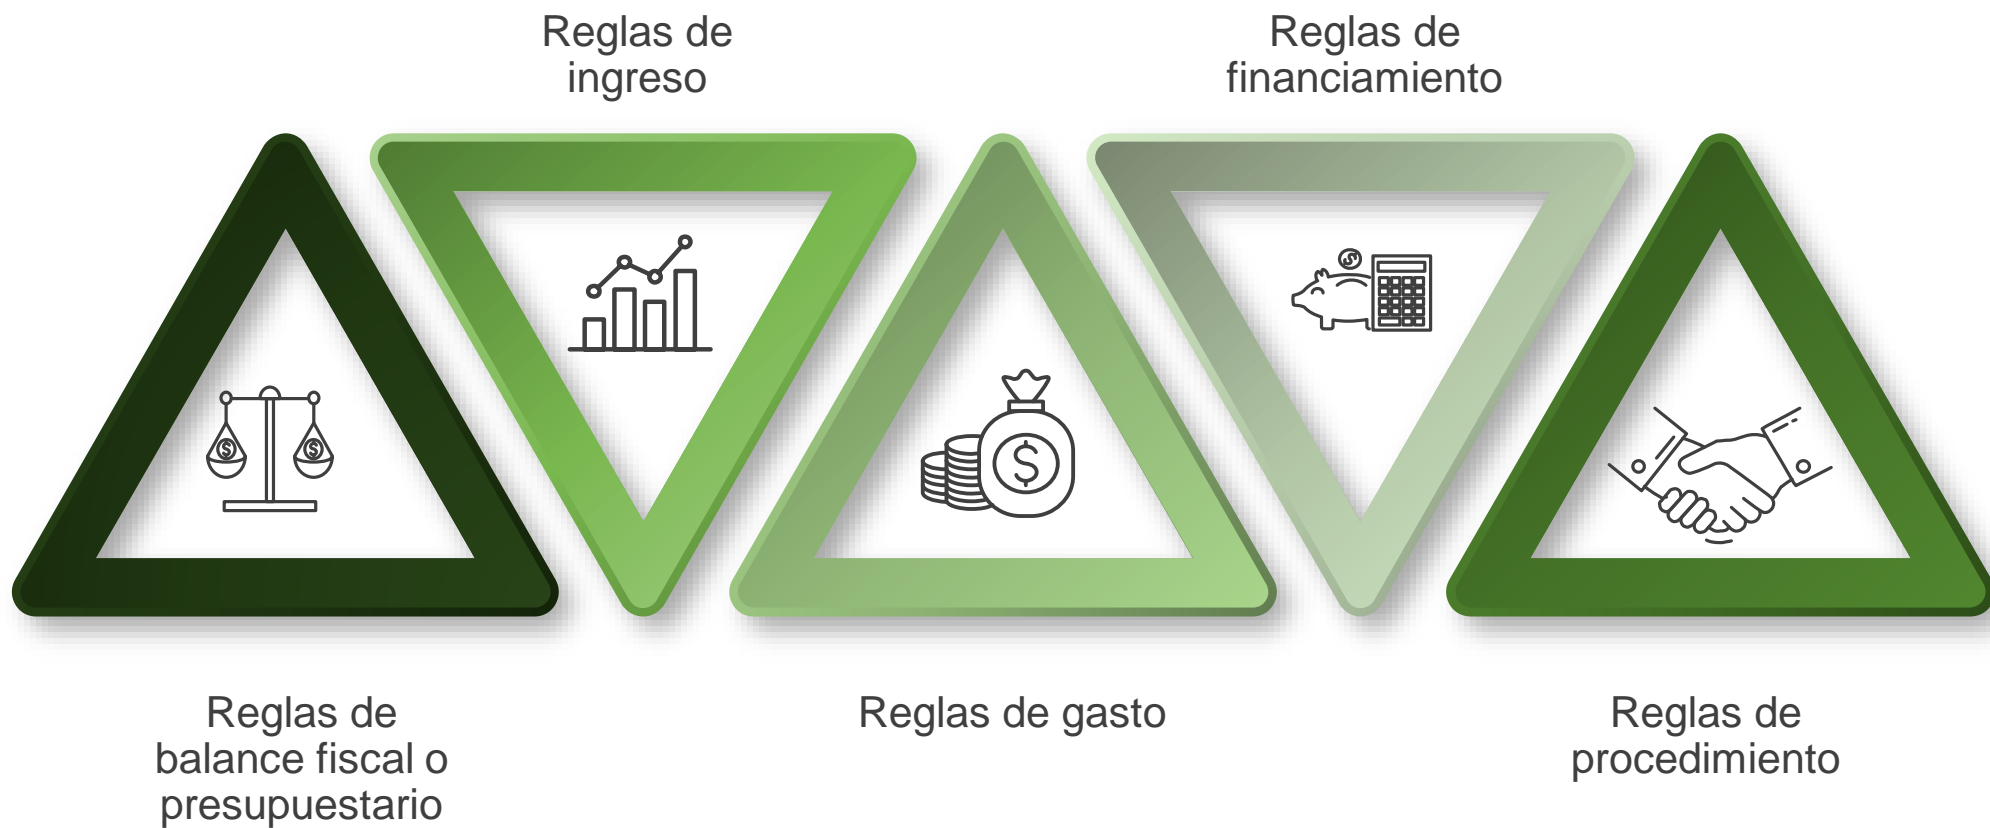 Reglas de
ingreso
Reglas de
financiamiento
$
$
$
$
Reglas de
balance fiscal o
presupuestario
Reglas de gasto
Reglas de
procedimiento